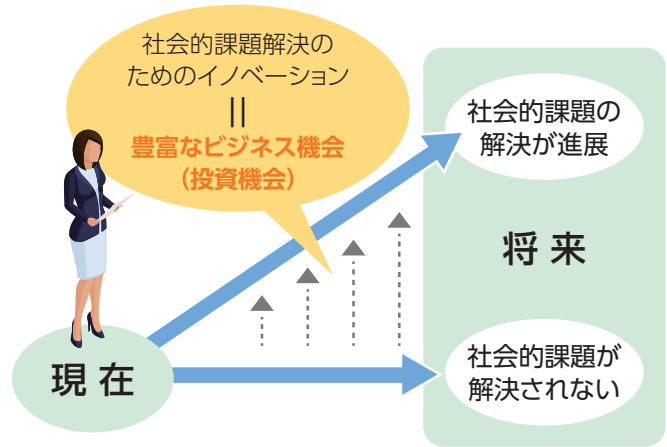 社会的課題解決の
ためのイノベーション
||
豊富なビジネス機会
(投資機会)
社会的課題の
解決が進展
将来
社会的課題が
解決されない
現在